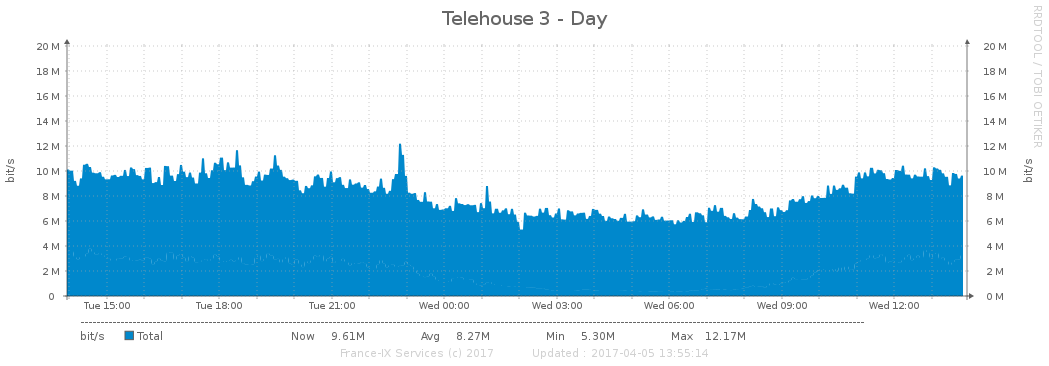 Telehouse 3 - Day
RRDTOOL / TOBI OETIKER
bit/s
bit/s
20 M 20 M
18 M 18 M
16 M 16 M
14 M 14 M
12 M 12 M
10 M 10 M
8 M 8 M
6 M 6 M
4 M 4 M
2 M 2 M
0 0 M
Tue 15:00 Tue 18:00 Tue 21:00 Wed 00:00 Wed 03:00 Wed 06:00 Wed 09:00 Wed 12:00
bit/s Total Now 9.61M Avg 8.27M Min 5.30M Max 12.17M
France-IX Services (c) 2017 Updated : 2017-04-05 13:55:14